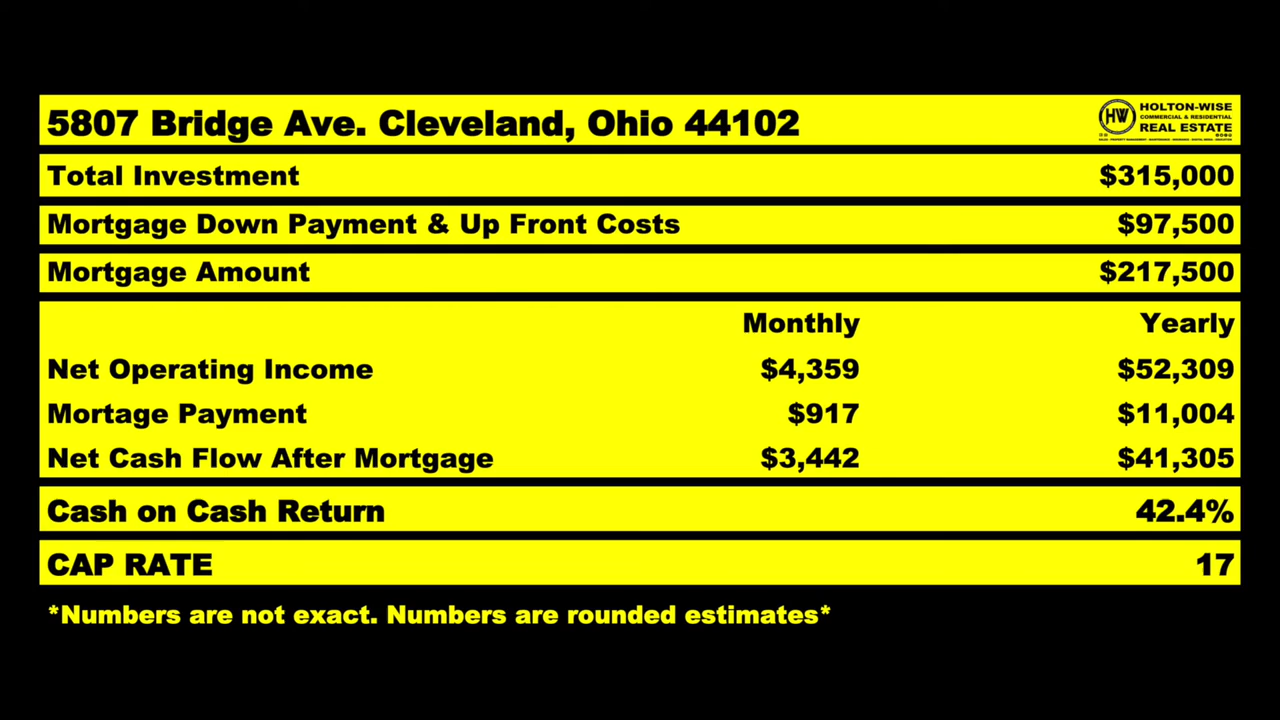 5807 Bridge Ave. Cleveland, Ohio 44102
HW
HOLTON-WISE
COMMERCIAL & RESIDENTIAL
REAL ESTATE
Total Investment $315,000
Mortgage Down Payment & Up Front Costs $97,500
Mortgage Amount $217,500
Monthly Yearly
Net Operating Income $4,359 $52,309
Mortage Payment $917 $11,004
Net Cash Flow After Mortgage $3,442 $41,305
Cash on Cash Return 42.4%
CAP RATE 17
*Numbers are not exact. Numbers are rounded estimates*